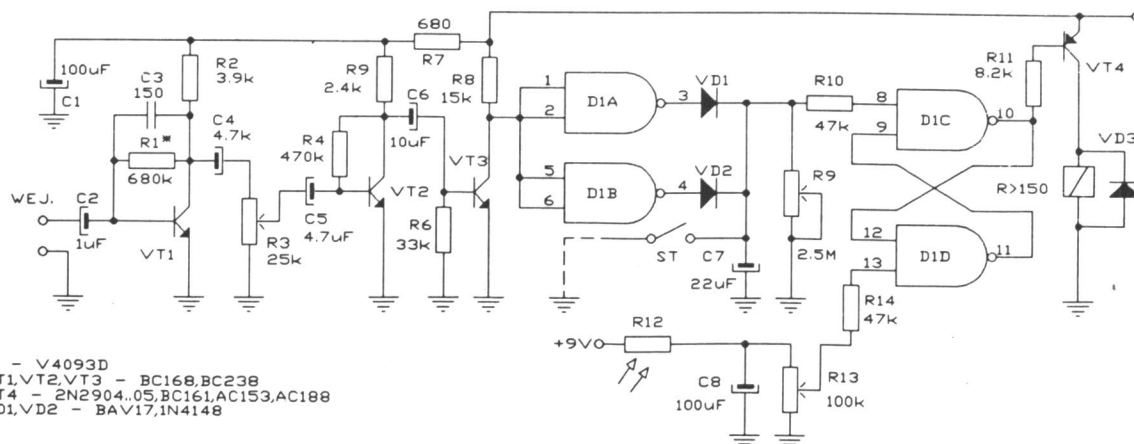 680
R7
100uF
C1
C3
150
R2
3.9k
R1*
680k
C4
4.7k
WEJ.
C2
1uF
VT1
R3
25k
R9
2.4k
R4
470k
C5
4.7uF
VT2
C6
10uF
R6
33k
VT3
R8
15k
1
2
D1A
3
VD1
5
6
D1B
4
VD2
ST
C7
22uF
R9
2.5M
R10
47k
8
9
D1C
10
R11
8.2k
VT4
VD3
R>150
12
13
D1D
11
R14
47k
+9V
R12
C8
100uF
R13
100k
- V4093D
T1,VT2,VT3 - BC168,BC238
T4 - 2N2904..05,BC161,AC153,AC188
D1,VD2 - BAV17,1N4148